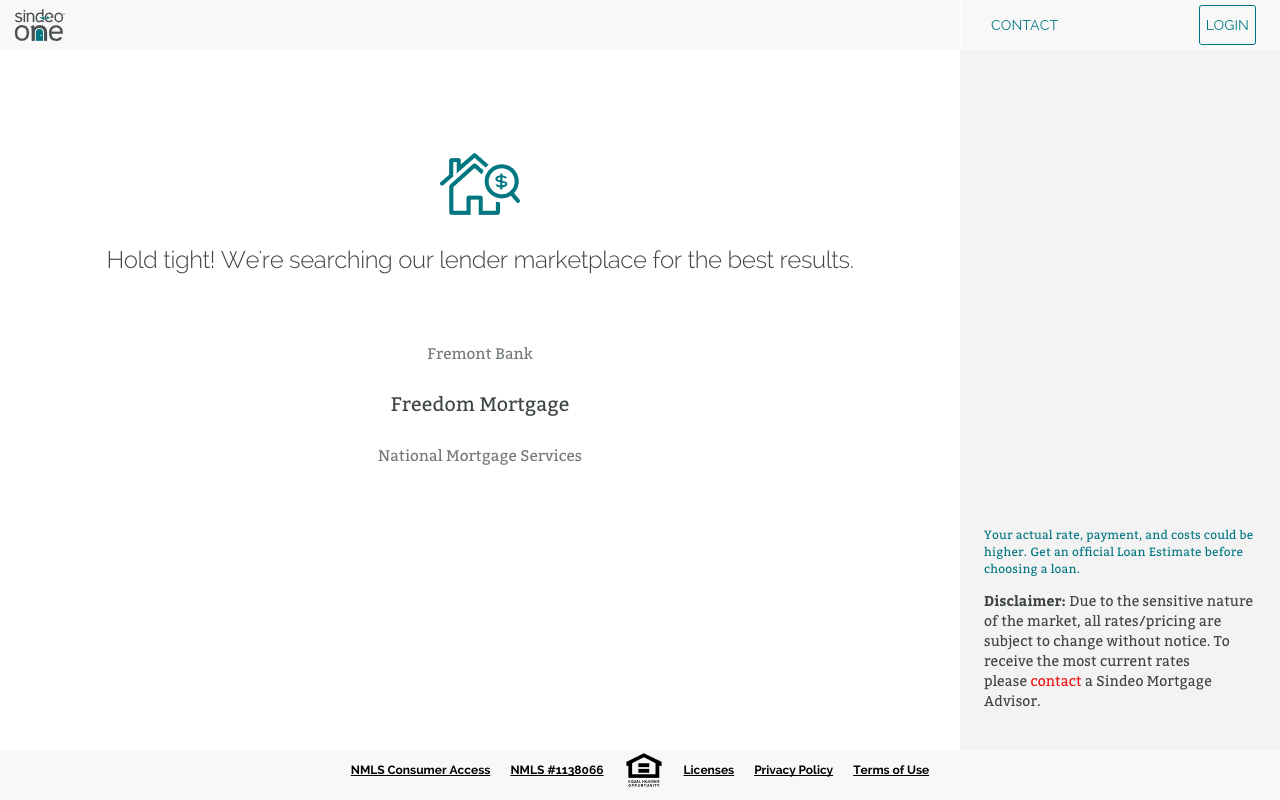 sindeo
one
CONTACT
LOGIN
Hold tight! We're searching our lender marketplace for the best results.
Fremont Bank
Freedom Mortgage
National Mortgage Services
Your actual rate, payment, and costs could be
higher. Get an official Loan Estimate before
choosing a loan.
Disclaimer: Due to the sensitive nature
of the market, all rates/pricing are
subject to change without notice. To
receive the most current rates
please contact a Sindeo Mortgage
Advisor.
NMLS Consumer Access
NMLS #1138066
EQUAL HOUSING
OPPORTUNITY
Licenses
Privacy Policy
Terms of Use